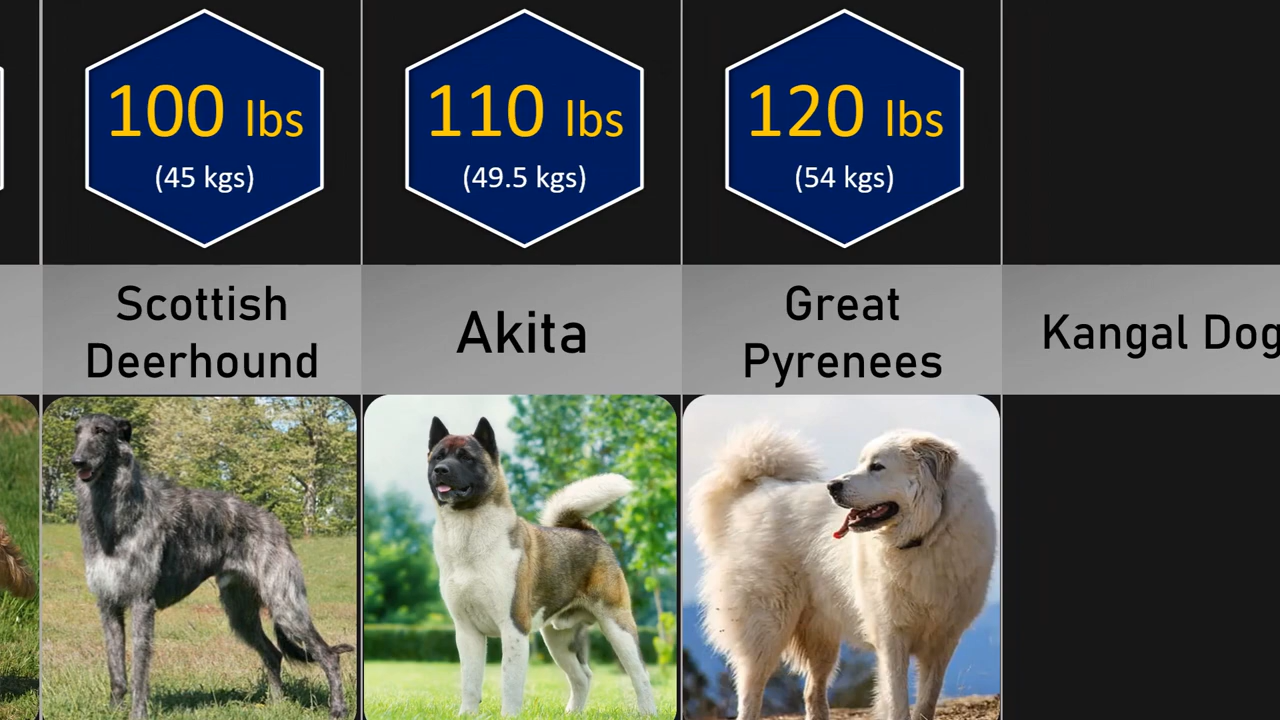 100 lbs
(45 kgs)
110 lbs
(49.5 kgs)
120 lbs
(54 kgs)
Scottish
Deerhound
Akita
Great
Pyrenees
Kangal Dog